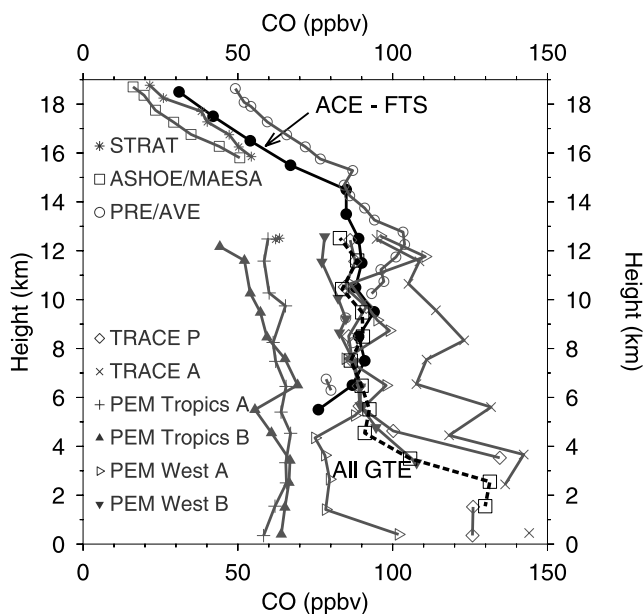 CO (ppbv)
0 50 100 150
18 18
ACE - FTS
16 STRAT 16
ASHOE/MAESA
14 PRE/AVE 14
12 12
Height (km) Height (km)
10 10
8 8
TRACE P
TRACE A
6 PEM Tropics A 6
PEM Tropics B
4 4
PEM West A All GTE
2 PEM West B 2
0 0
0 50 100 150
CO (ppbv)